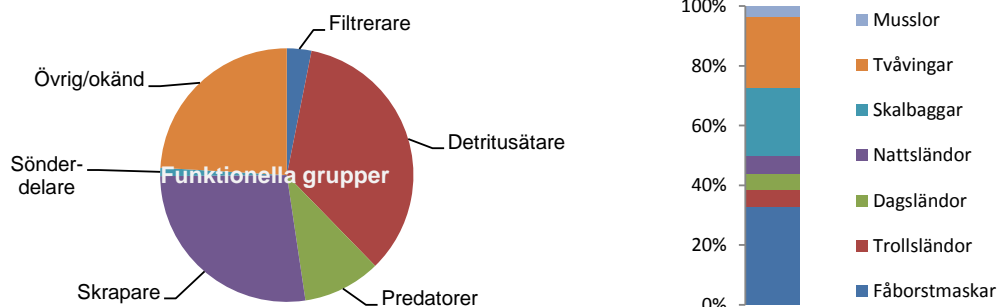 Filtrerare
Övrig/okänd
Detritusätare
Sönder-
delare
Funktionella grupper
Skrapare
Predatorer
100%
80%
60%
40%
20%
0%
Musslor
Tvåvingar
Skalbaggar
Nattsländor
Dagsländor
Trollsländor
Fåborstmaskar